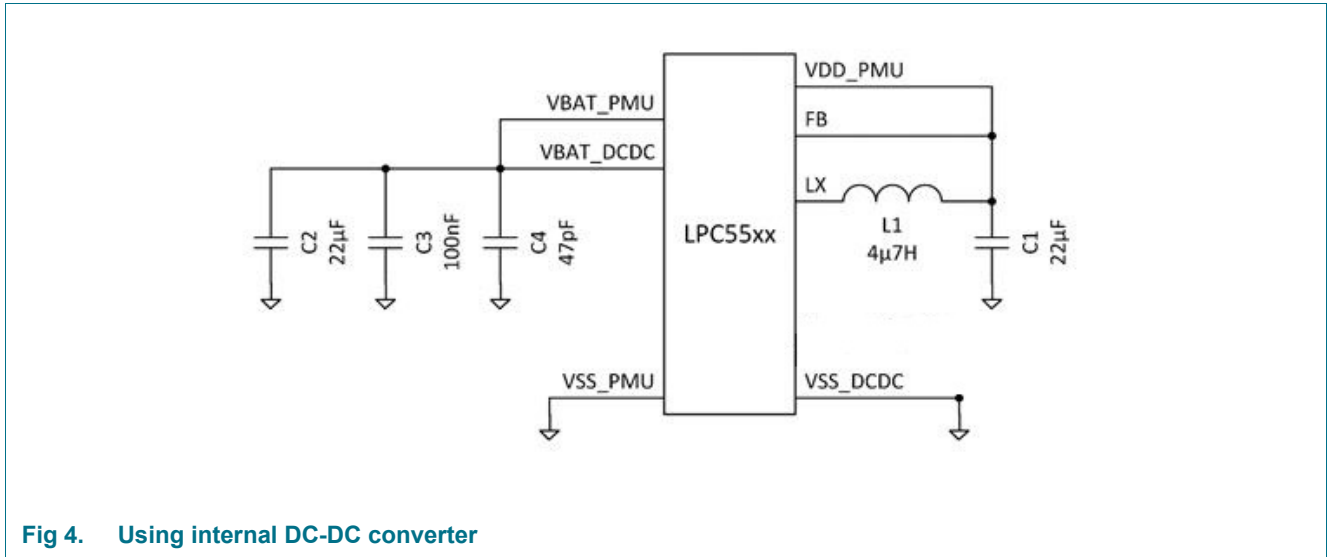 VDD_PMU
VBAT_PMU
FB
VBAT_DCDC
LX
LPC55xx
L1
4µ7H
C2
22µF
C3
100nF
C4
47pF
C1
22µF
VSS_PMU
VSS_DCDC
Fig 4. Using internal DC-DC converter